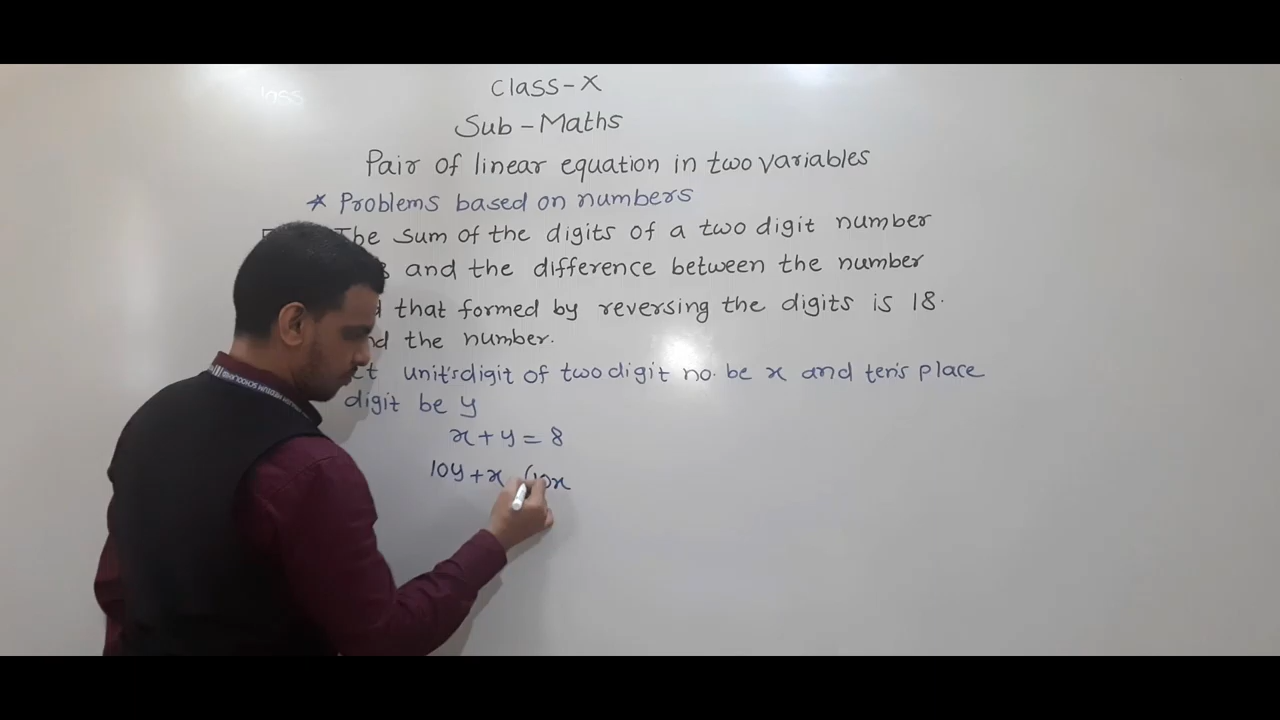 Class-X
Sub-Maths
Pair of linear equation in two variables
* Problems based on numbers
The sum of the digits of a two digit number
8 and the difference between the number
that formed by reversing the digits is 18.
the number.
unit's digit of two digit no. be x and ten's place
digit be y
x+y=8
10y+x (10x